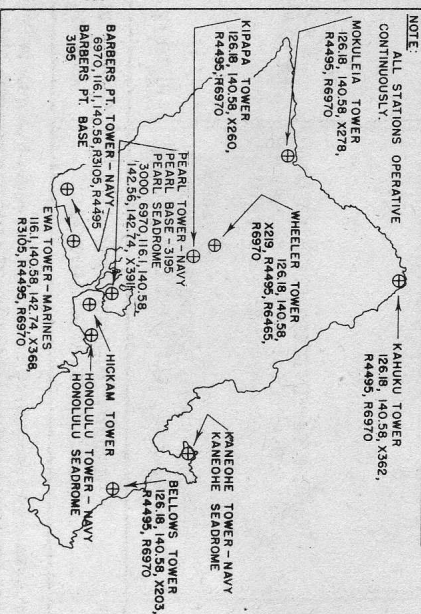 NOTE:
ALL STATIONS OPERATIVE
CONTINUOUSLY.
MOKULEIA TOWER
126.18, 140.58, X278,
R4495, R6970
KIPAPA TOWER
126.18, 140.58, X260,
R4495, R6970
KAHUKU TOWER
126.18, 140.58, X362,
R4495, R6970
WHEELER TOWER
126.18, 140.58,
X219, R4495, R6465,
R6970
PEARL TOWER-NAVY
PEARL BASE-3195
PEARL SEADROME
3000, 6970, 116.1, 140.58,
142.56, 142.74, X391
BARBERS PT. TOWER-NAVY
6970, 116.1, 140.58, R3105, R4495
BARBERS PT. BASE
3195
EWA TOWER-MARINES
116.1, 140.58, 142.74, X368,
R3105, R4495, R6970
KANEOHE TOWER-NAVY
KANEOHE SEADROME
BELLOWS TOWER
126.18, 140.58, X203,
R4495, R6970
HICKAM TOWER
HONOLULU TOWER-NAVY
HONOLULU SEADROME